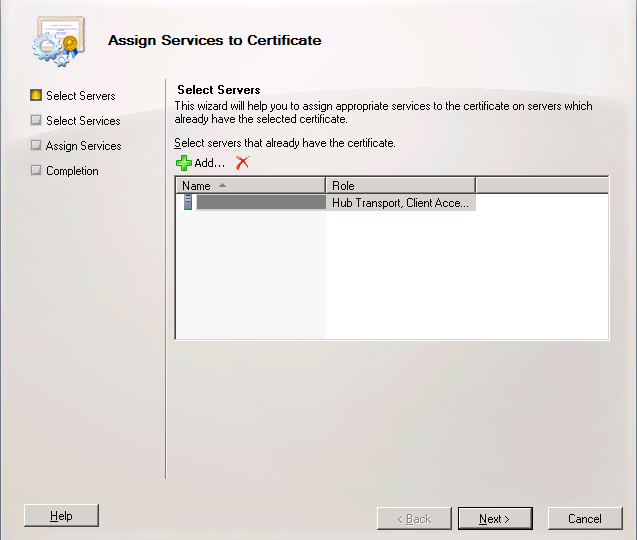 Assign Services to Certificate
Select Servers
Select Services
Assign Services
Completion
Select Servers
This wizard will help you to assign appropriate services to the certificate on servers which
already have the selected certificate.
Select servers that already have the certificate.
Add...
Name Role
Hub Transport, Client Acce...
Help
< Back Next > Cancel